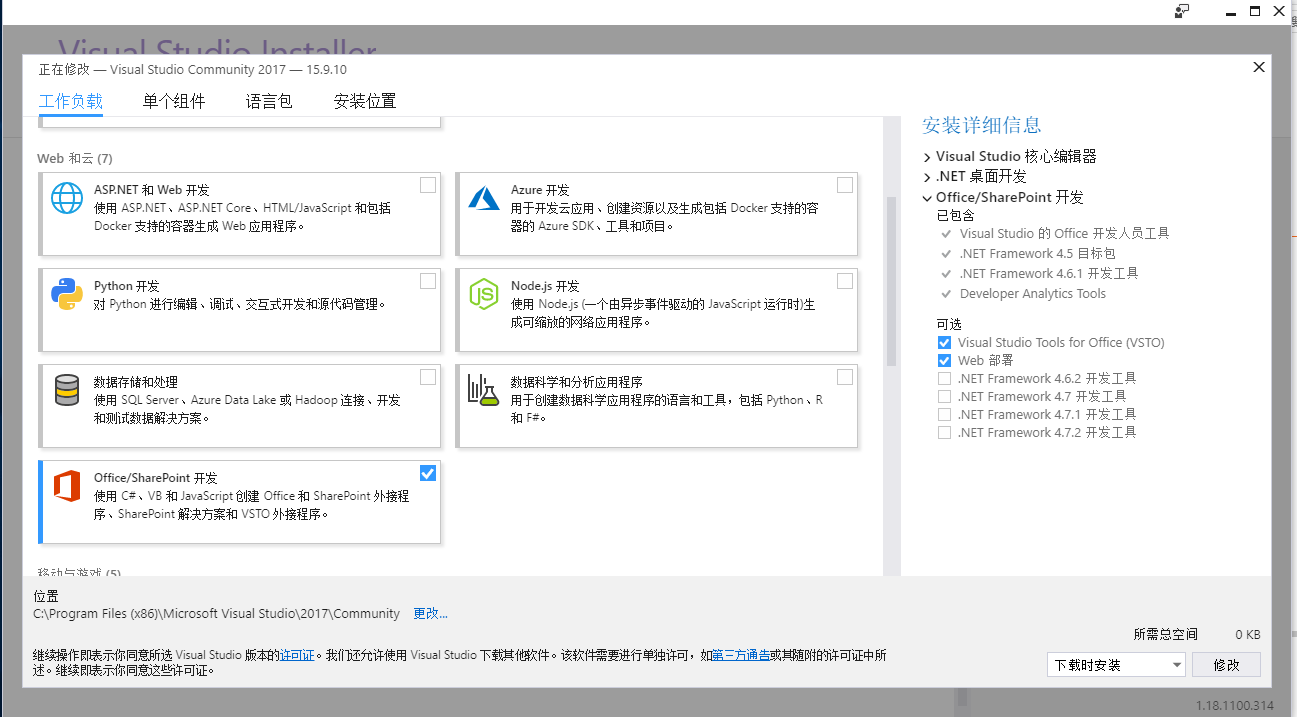 Visual Studio Installer
正在修改 — Visual Studio Community 2017 — 15.9.10
工作负载 单个组件 语言包 安装位置
Web 和云 (7)
ASP.NET 和 Web 开发
使用 ASP.NET、ASP.NET Core、HTML/JavaScript 和包括
Docker 支持的容器生成 Web 应用程序。
Azure 开发
用于开发云应用、创建资源以及生成包括 Docker 支持的容
器的 Azure SDK、工具和项目。
Python 开发
对 Python 进行编辑、调试、交互式开发和源代码管理。
Node.js 开发
使用 Node.js (一个由异步事件驱动的 JavaScript 运行时)生
成可缩放的网络应用程序。
数据存储和处理
使用 SQL Server、Azure Data Lake 或 Hadoop 连接、开发
和测试数据解决方案。
数据科学和分析应用程序
用于创建数据科学应用程序的语言和工具，包括 Python、R
和 F#。
Office/SharePoint 开发
使用 C#、VB 和 JavaScript 创建 Office 和 SharePoint 外接程
序、SharePoint 解决方案和 VSTO 外接程序。
移动与游戏 (5)
安装详细信息
Visual Studio 核心编辑器
.NET 桌面开发
Office/SharePoint 开发
已包含
Visual Studio 的 Office 开发人员工具
.NET Framework 4.5 目标包
.NET Framework 4.6.1 开发工具
Developer Analytics Tools
可选
Visual Studio Tools for Office (VSTO)
Web 部署
.NET Framework 4.6.2 开发工具
.NET Framework 4.7 开发工具
.NET Framework 4.7.1 开发工具
.NET Framework 4.7.2 开发工具
位置
C:\Program Files (x86)\Microsoft Visual Studio\2017\Community 更改...
所需总空间 0 KB
继续操作即表示你同意所选 Visual Studio 版本的许可证。我们还允许使用 Visual Studio 下载其他软件。该软件需要进行单独许可，如第三方通告或其随附的许可证中所
述。继续即表示你同意这些许可证。
下载时安装 修改
1.18.1100.314